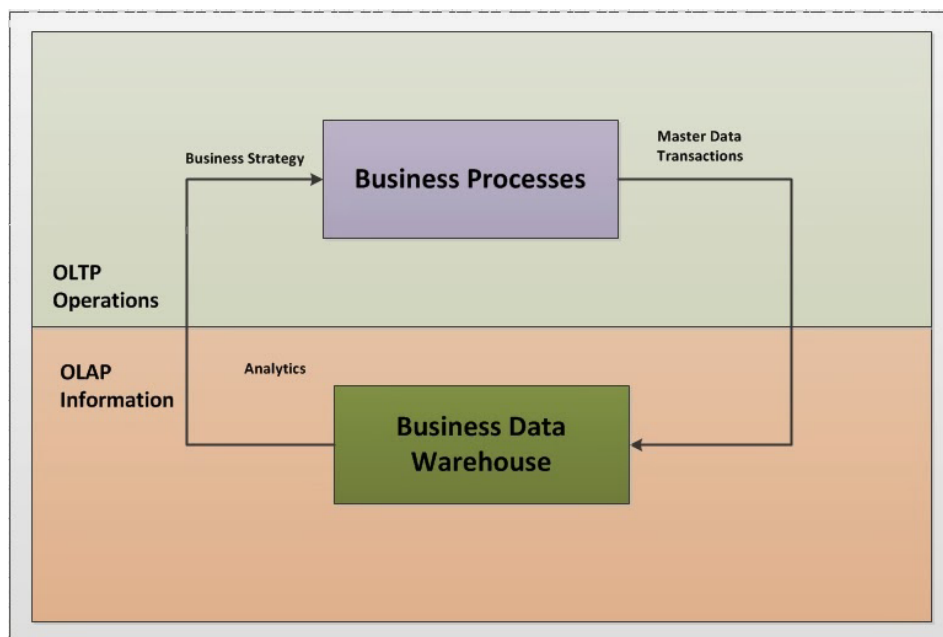 Business Strategy
Business Processes
Master Data
Transactions
OLTP
Operations
OLAP
Information
Analytics
Business Data
Warehouse